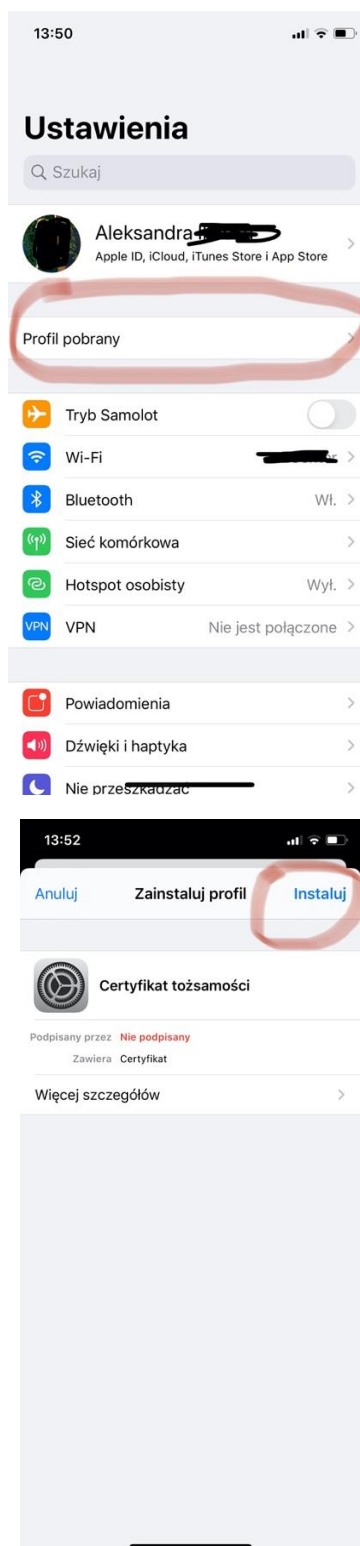 13:50
Ustawienia
Szukaj
Aleksandra
Apple ID, iCloud, iTunes Store i App Store
Profil pobrany
Tryb Samolot
Wi-Fi
Bluetooth Wł.
Sieć komórkowa
Hotspot osobisty Wył.
VPN VPN Nie jest połączone
Powiadomienia
Dźwięki i haptyka
Nie przeszkadzać
13:52
Anuluj Zainstaluj profil Instaluj
Certyfikat tożsamości
Podpisany przez Nie podpisany
Zawiera Certyfikat
Więcej szczegółów